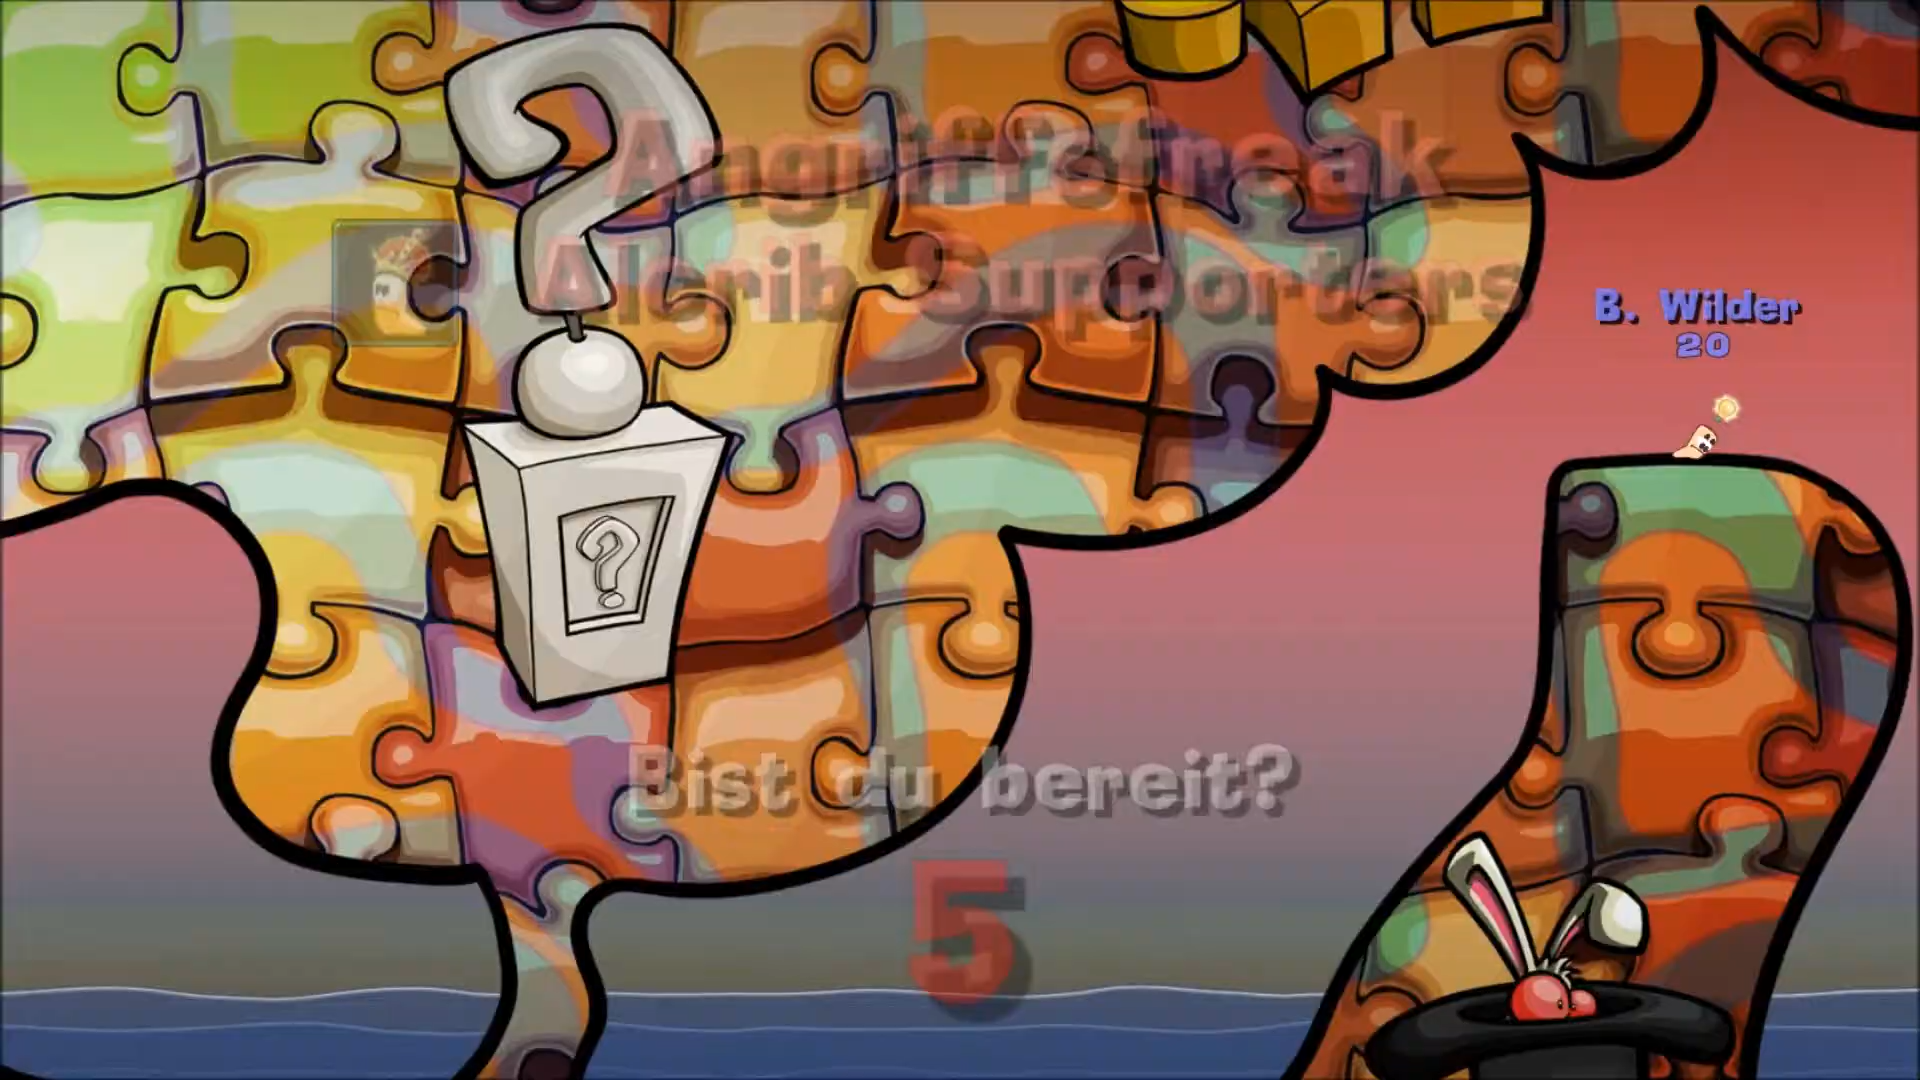 Angriffsfreak
Alcrib Supporters
B. Wilder
20
?
?
Bist du bereit?
5